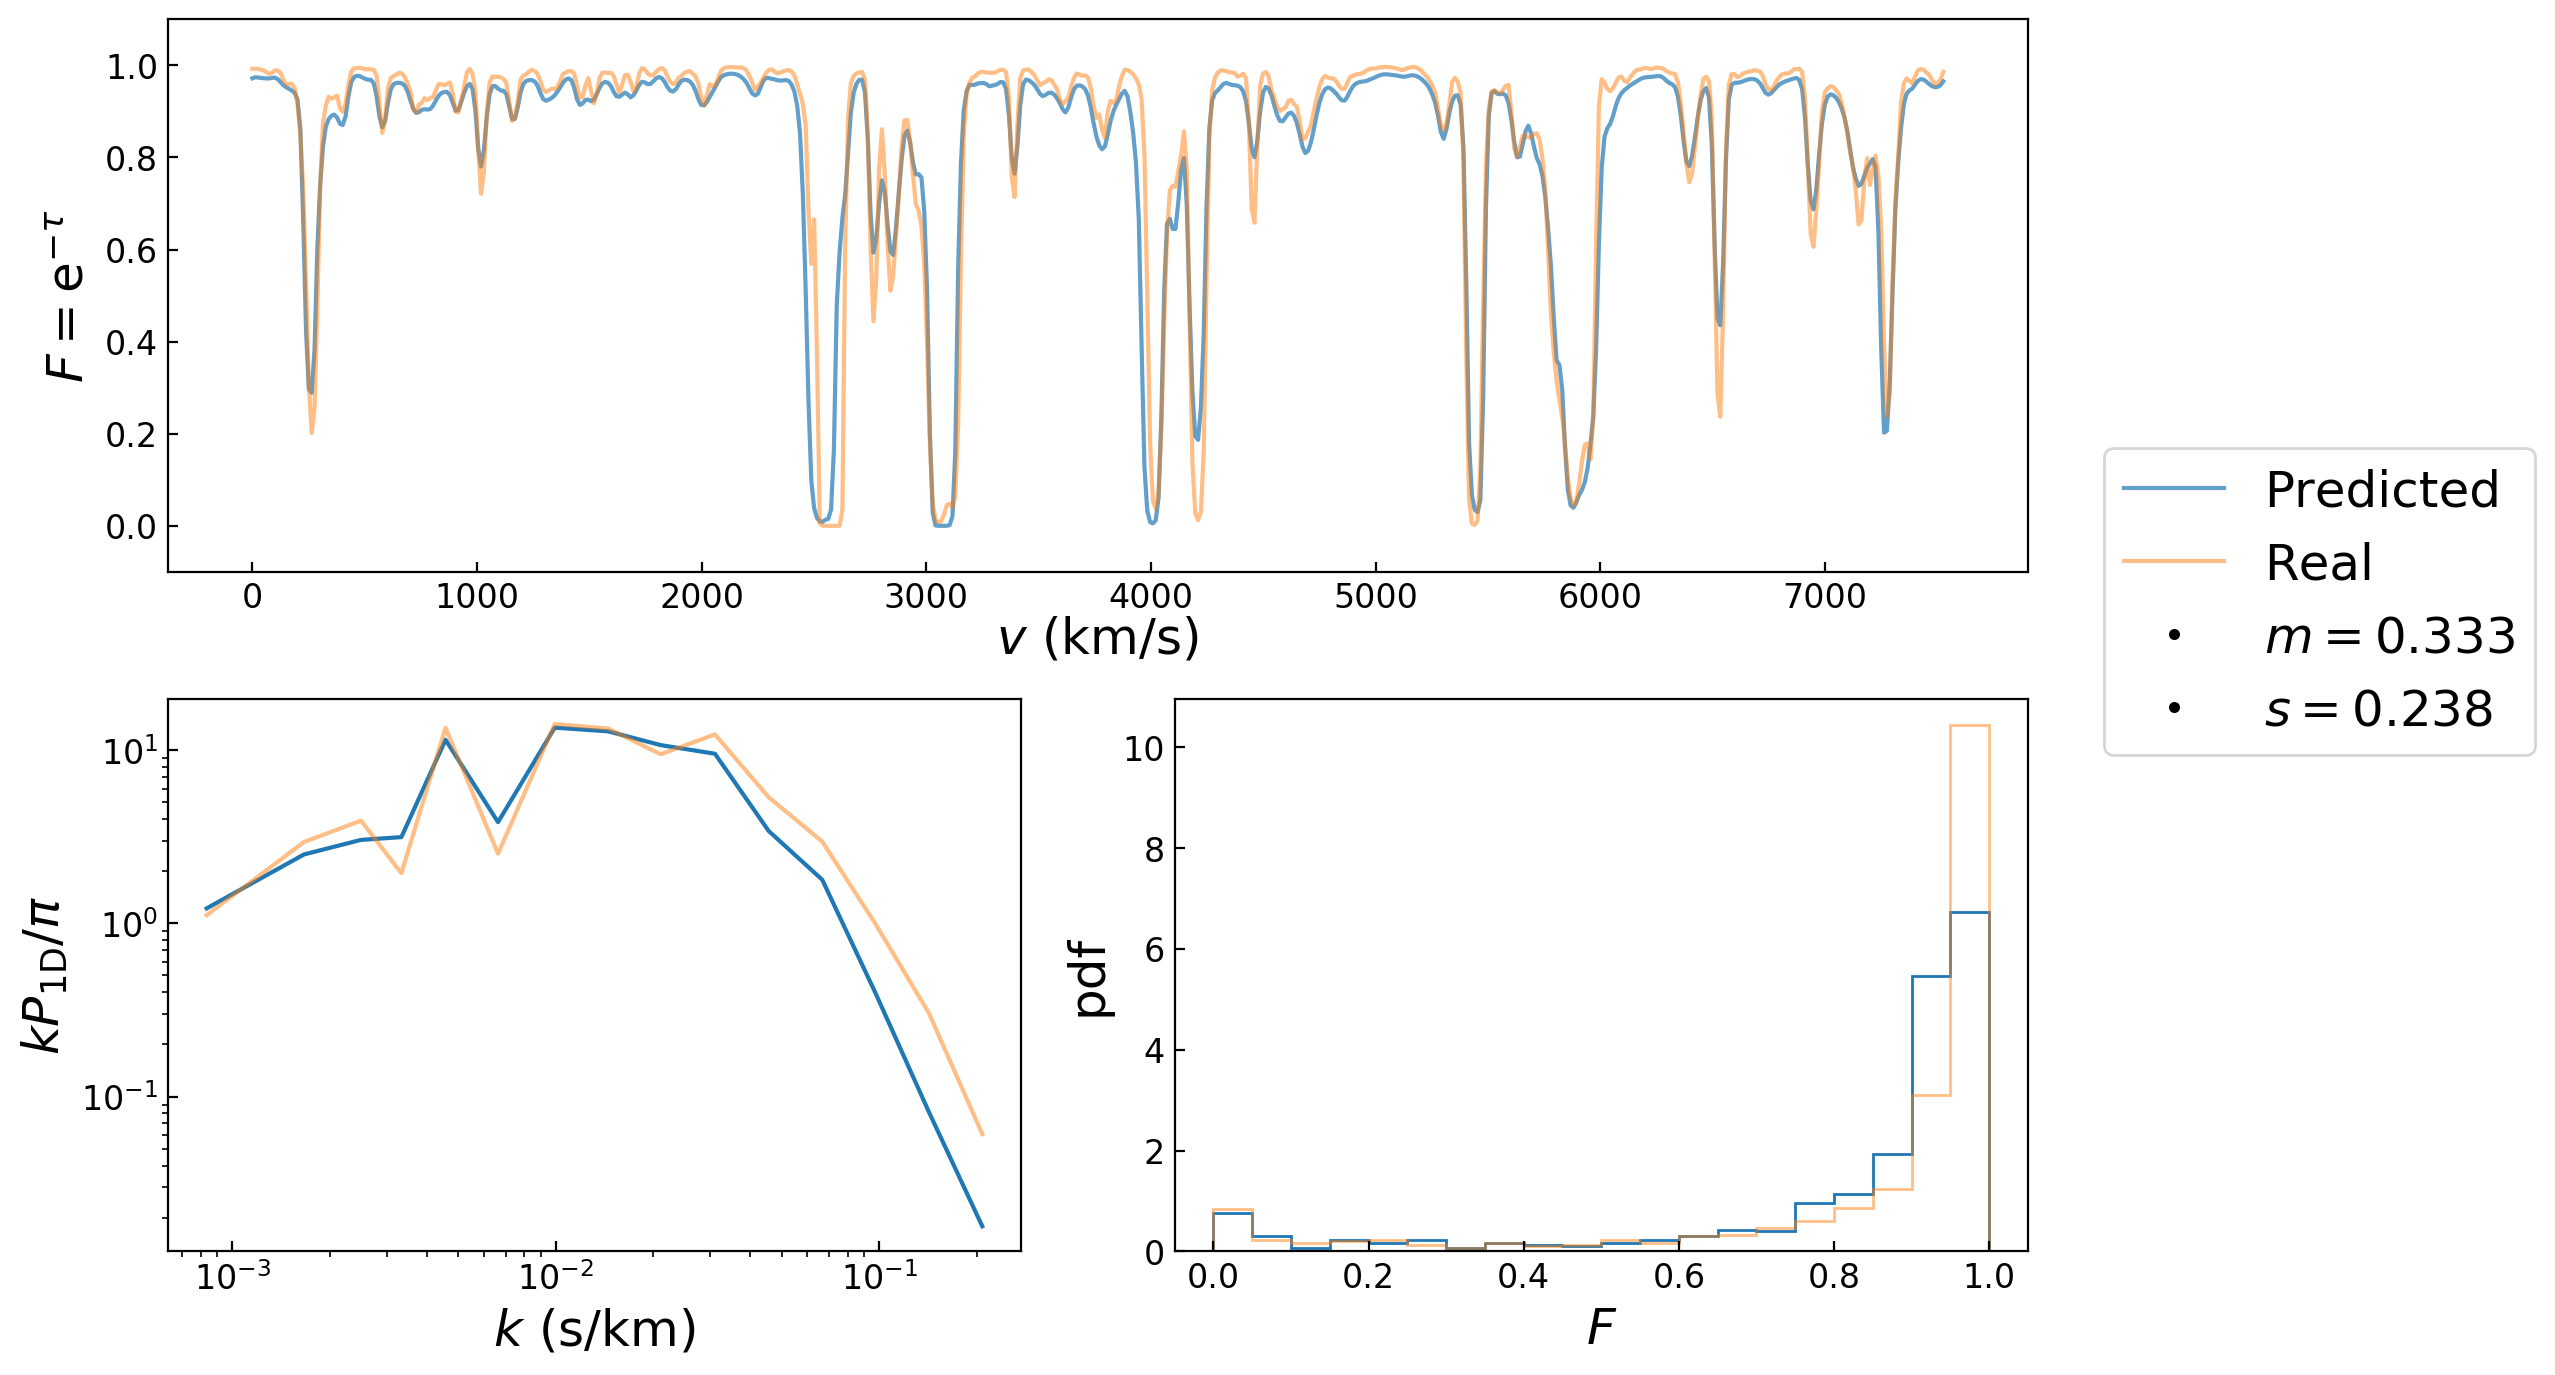 1.0
0.8
0.6
0.4
0.2
0.0
F = e^{−τ}
0 1000 2000 3000 4000 5000 6000 7000
v (km/s)
Predicted
Real
m = 0.333
s = 0.238
10^1
10^0
10^{−1}
kP_{1D}/π
10^{−3} 10^{−2} 10^{−1}
k (s/km)
10
8
6
4
2
0
pdf
0.0 0.2 0.4 0.6 0.8 1.0
F